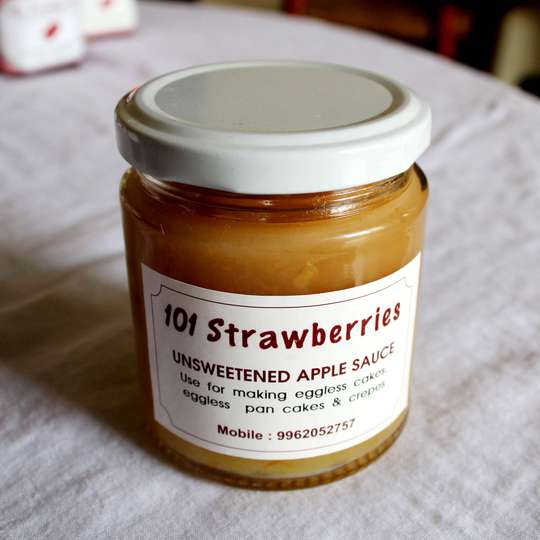 101 Strawberries
UNSWEETENED APPLE SAUCE
Use for making eggless cakes,
eggless pan cakes & crepes
Mobile : 9962052757